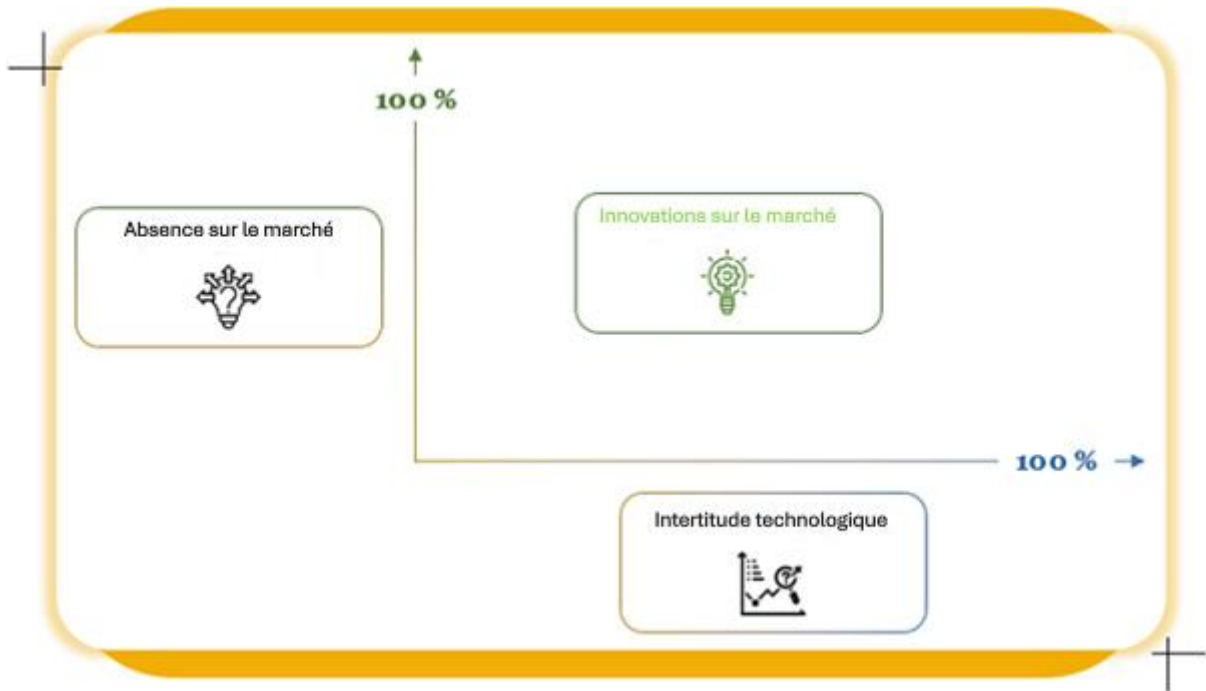 100 %
Absence sur le marché
Innovations sur le marché
100 %
Intertitude technologique